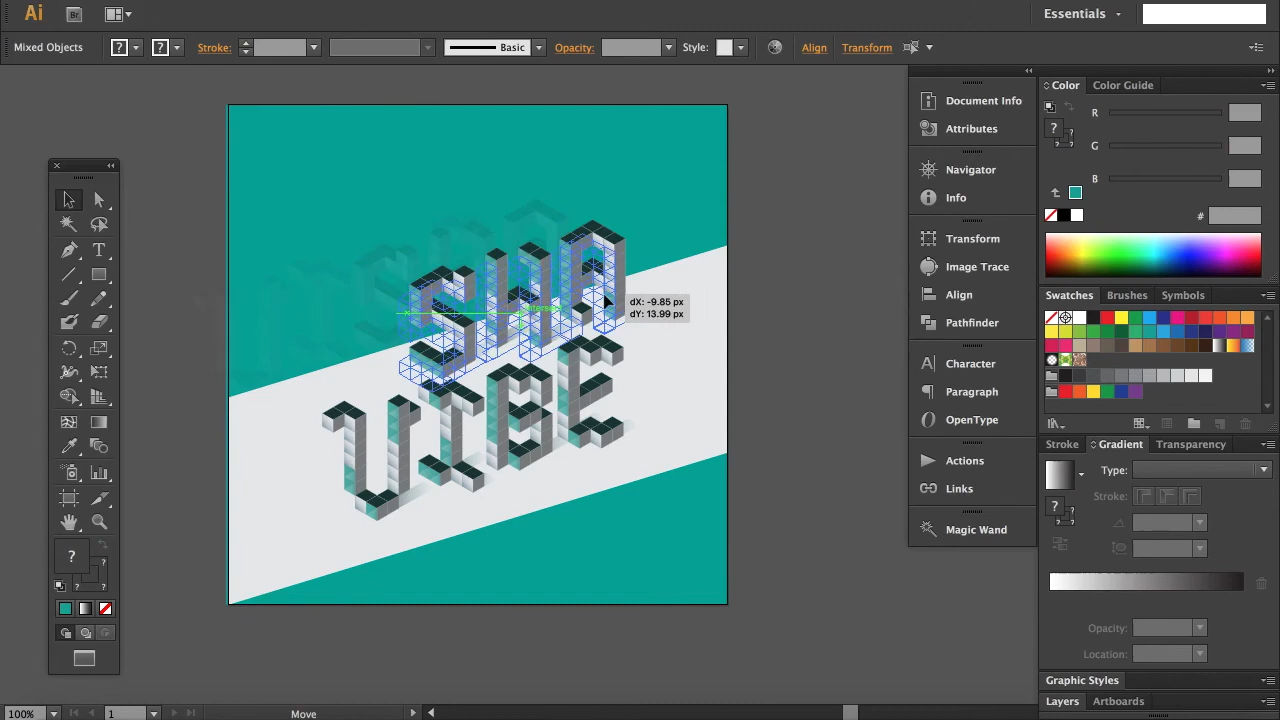 Ai Br Essentials
Mixed Objects ? ? Stroke: Basic Opacity: Style: Align Transform
Document Info
Attributes
Navigator
Info
Transform
Image Trace
Align
Pathfinder
Character
Paragraph
OpenType
Actions
Links
Magic Wand
Color Color Guide
R
G
B
?
?
#
Swatches Brushes Symbols
Stroke Gradient Transparency
Type:
Stroke:
?
?
Opacity:
Location:
Graphic Styles
Layers Artboards
SHA
VIBE
dX: -9.85 px
dY: 13.99 px
T
?
?
?
100% 1 Move